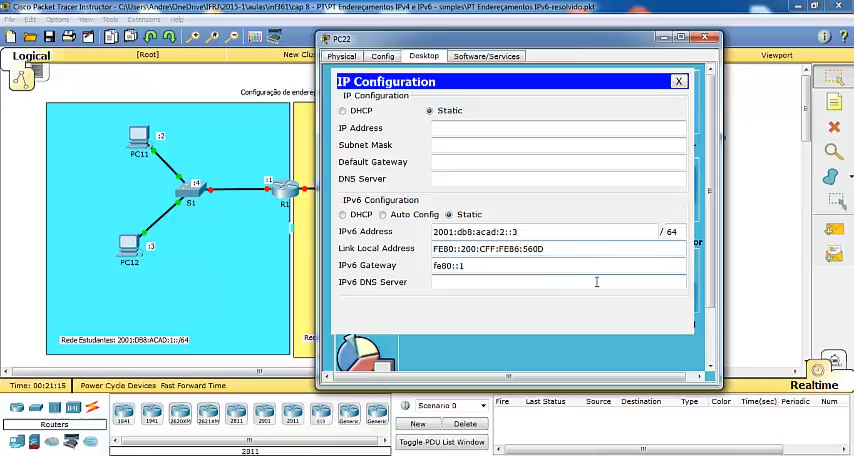 Cisco Packet Tracer Instructor - C:\Users\Andre\OneDrive\IFRJ\2015-1\aulas\inf361\cap 8 - PT\PT Endereçamentos IPv4 e IPv6 - simples\PT Endereçamentos IPv6-resolvido.pkt
File Edit Options View Tools Extensions Help
Logical
[Root]
New Clus
Viewport
PC22
Physical
Config
Desktop
Software/Services
IP Configuration
X
IP Configuration
DHCP
Static
IP Address
Subnet Mask
Default Gateway
DNS Server
IPv6 Configuration
DHCP
Auto Config
Static
IPv6 Address
2001:db8:acad:2::3
/ 64
Link Local Address
FE80::200:CFF:FEB6:560D
IPv6 Gateway
fe80::1
IPv6 DNS Server
Configuração de endere
:2
PC11
:4
S1
:1
R1
:3
PC12
Rede Estudantes: 2001:DB8:ACAD:1::/64
Time: 00:21:15
Power Cycle Devices Fast Forward Time
Realtime
Routers
1841
1941
2620XM
2621XM
2811
2901
2911
819
Generic
Generic
2811
Scenario 0
New
Delete
Toggle PDU List Window
Fire
Last Status
Source
Destination
Type
Color
Time(sec)
Periodic
Num